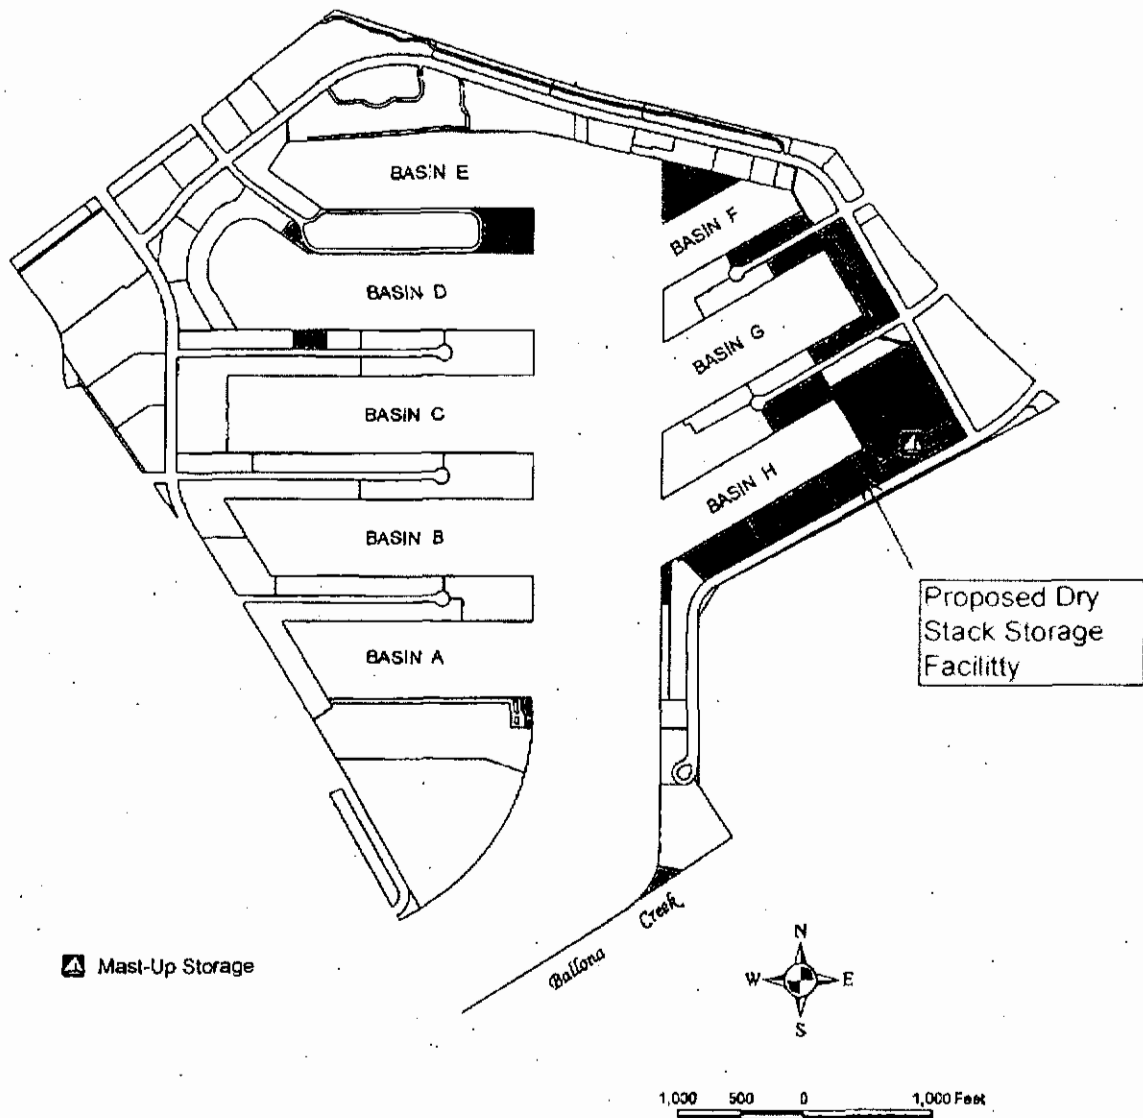 BASIN E
BASIN F
BASIN D
BASIN G
BASIN C
BASIN H
BASIN B
Proposed Dry
Stack Storage
Facilitty
BASIN A
Ballona Creek
Mast-Up Storage
N
W E
S
1,000 500 0 1,000 Feet